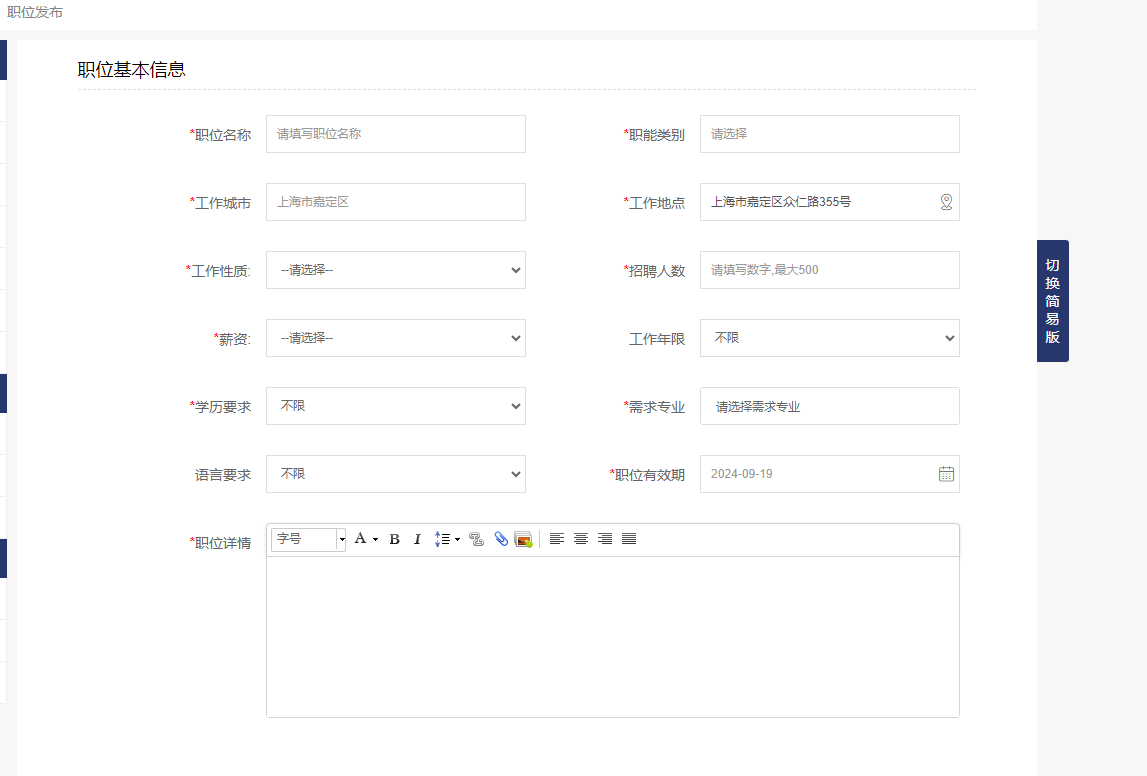 职位发布
职位基本信息
*职位名称 请填写职位名称 *职能类别 请选择
*工作城市 上海市嘉定区 *工作地点 上海市嘉定区众仁路355号
*工作性质: --请选择-- *招聘人数 请填写数字,最大500
*薪资: --请选择-- 工作年限 不限
*学历要求 不限 *需求专业 请选择需求专业
语言要求 不限 *职位有效期 2024-09-19
*职位详情 字号 A B I
切换简易版